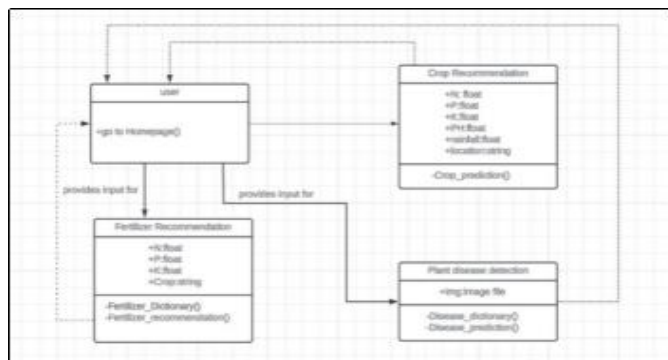 user
+go to Homepage()
Crop Recommendation
+N: float
+P:float
+K:float
+PH:float
+rainfall:float
+location:string
-Crop_prediction()
provides input for
provides input for
Fertilizer Recommendation
+N:float
+P:float
+K:float
+Crop:string
-Fertilizer_Dictionary()
-Fertilizer_recommendation()
Plant disease detection
+img:image file
-Disease_dictionary()
-Disease_prediction()